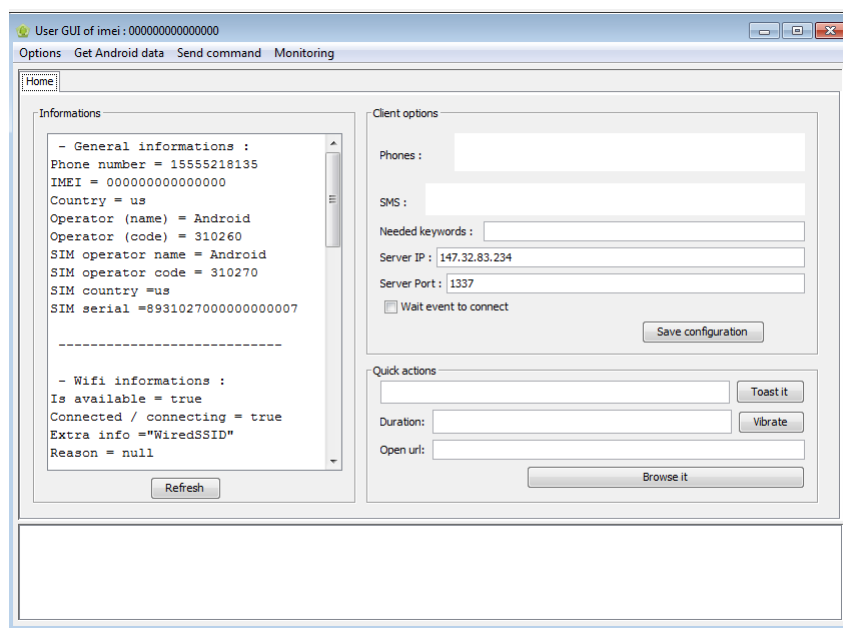 User GUI of imei : 000000000000000
Options Get Android data Send command Monitoring
Home
Informations
- General informations :
Phone number = 15555218135
IMEI = 000000000000000
Country = us
Operator (name) = Android
Operator (code) = 310260
SIM operator name = Android
SIM operator code = 310270
SIM country =us
SIM serial =8931027000000000007
----------------------------
- Wifi informations :
Is available = true
Connected / connecting = true
Extra info ="WiredSSID"
Reason = null
Refresh
Client options
Phones :
SMS :
Needed keywords :
Server IP : 147.32.83.234
Server Port : 1337
Wait event to connect
Save configuration
Quick actions
Toast it
Duration: Vibrate
Open url:
Browse it